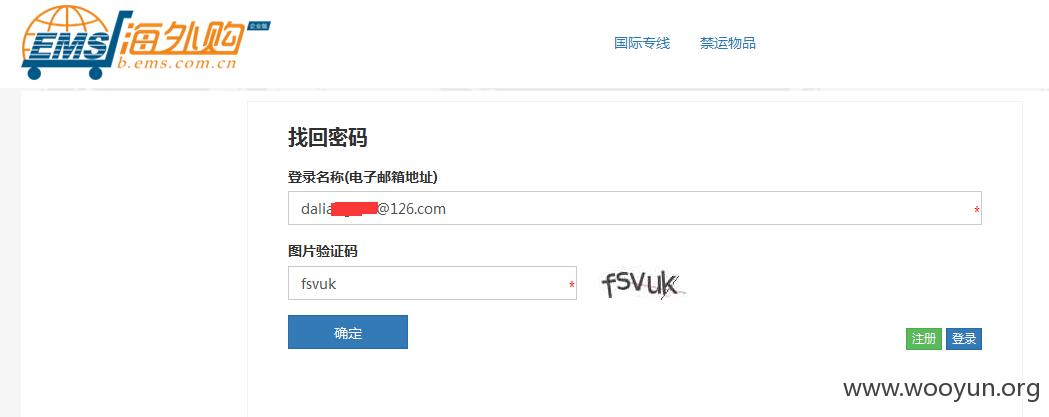 EMS 海外购 企业版
b.ems.com.cn
国际专线 禁运物品
找回密码
登录名称(电子邮箱地址)
dalia @126.com *
图片验证码
fsvuk * fsvuk
确定 注册 登录
www.wooyun.org